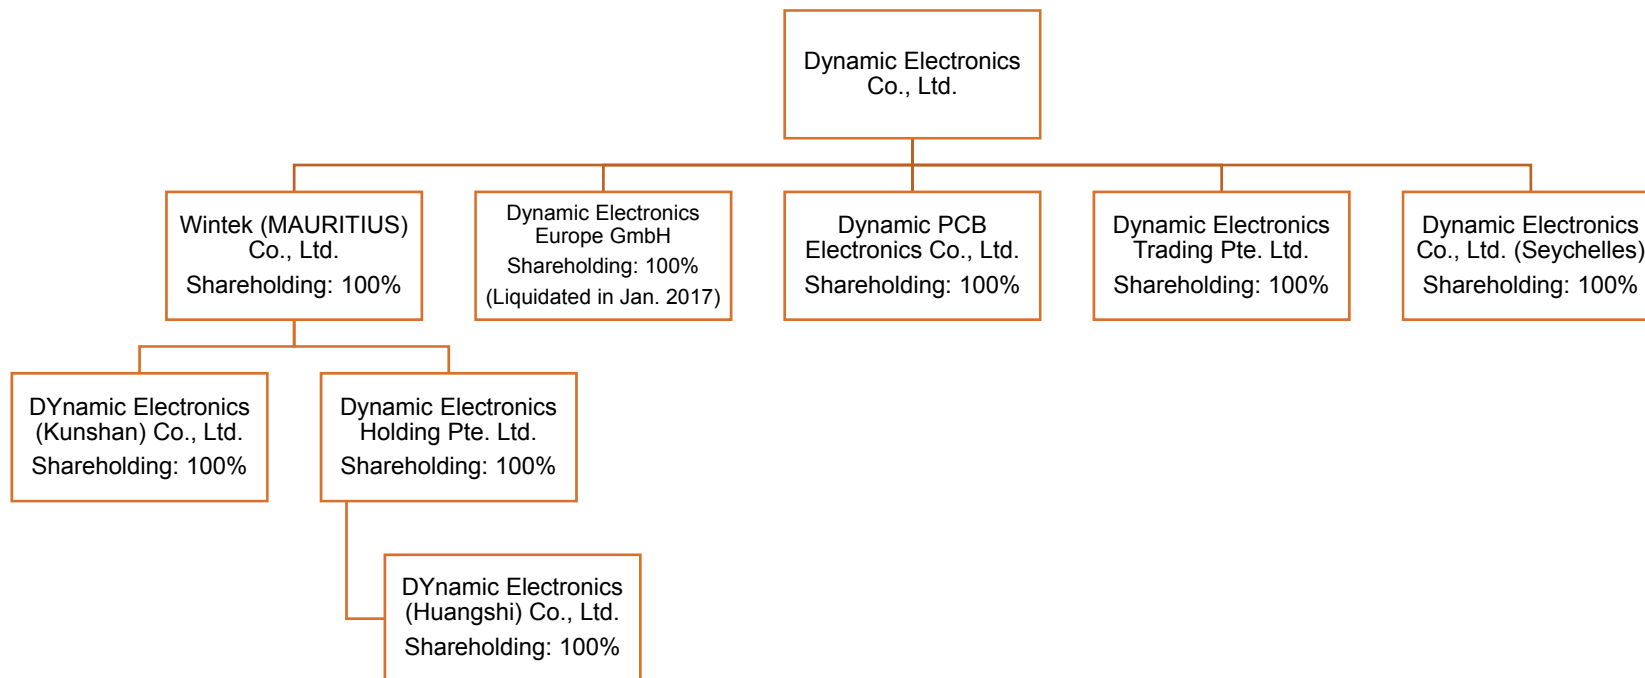 Dynamic Electronics
Co., Ltd.
Wintek (MAURITIUS)
Co., Ltd.
Shareholding: 100%
Dynamic Electronics
Europe GmbH
Shareholding: 100%
(Liquidated in Jan. 2017)
Dynamic PCB
Electronics Co., Ltd.
Shareholding: 100%
Dynamic Electronics
Trading Pte. Ltd.
Shareholding: 100%
Dynamic Electronics
Co., Ltd. (Seychelles)
Shareholding: 100%
DYnamic Electronics
(Kunshan) Co., Ltd.
Shareholding: 100%
Dynamic Electronics
Holding Pte. Ltd.
Shareholding: 100%
DYnamic Electronics
(Huangshi) Co., Ltd.
Shareholding: 100%